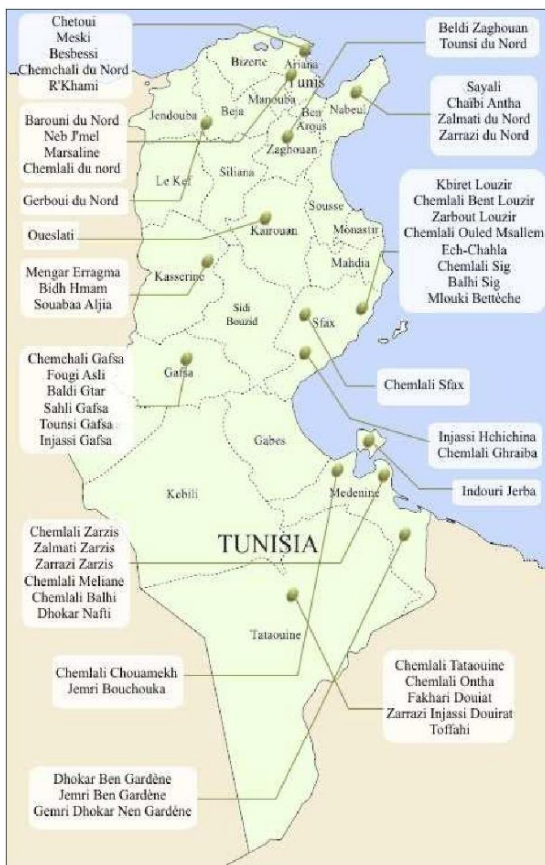 Chetoui
Meski
Besbessi
Chemchali du Nord
R'Khami
Beldi Zaghouan
Tounsi du Nord
Barouni du Nord
Neb J'mel
Marsaline
Chemlali du nord
Sayali
Chaïbi Antha
Zalmati du Nord
Zarrazi du Nord
Gerboui du Nord
Oueslati
Kbiret Louzir
Chemlali Bent Louzir
Zarbout Louzir
Chemlali Ouled Msallem
Ech-Chahla
Chemlali Sig
Balhi Sig
Mlouki Bettèche
Mengar Erragma
Bidh Hmam
Souabaa Aljia
Chemchali Gafsa
Fougi Asli
Baldi Gtar
Sahli Gafsa
Tounsi Gafsa
Injassi Gafsa
Chemlali Sfax
Injassi Hchichina
Chemlali Ghraiba
Indouri Jerba
Chemlali Zarzis
Zalmati Zarzis
Zarrazi Zarzis
Chemlali Meliane
Chemlali Balhi
Dhokar Nafti
Chemlali Chouamekh
Jemri Bouchouka
Chemlali Tataouine
Chemlali Ontha
Fakhari Douiat
Zarrazi Injassi Douirat
Toffahi
Dhokar Ben Gardène
Jemri Ben Gardène
Gemri Dhokar Nen Gardène
Bizerte
Ariana
Tunis
Manouba
Jendouba
Beja
Ben
Arous
Nabeul
Zaghouan
Le Kef
Siliana
Sousse
Kairouan
Monastir
Mahdia
Kasserine
Sidi
Bouzid
Sfax
Gafsa
Gabes
Kebili
Medenine
TUNISIA
Tataouine